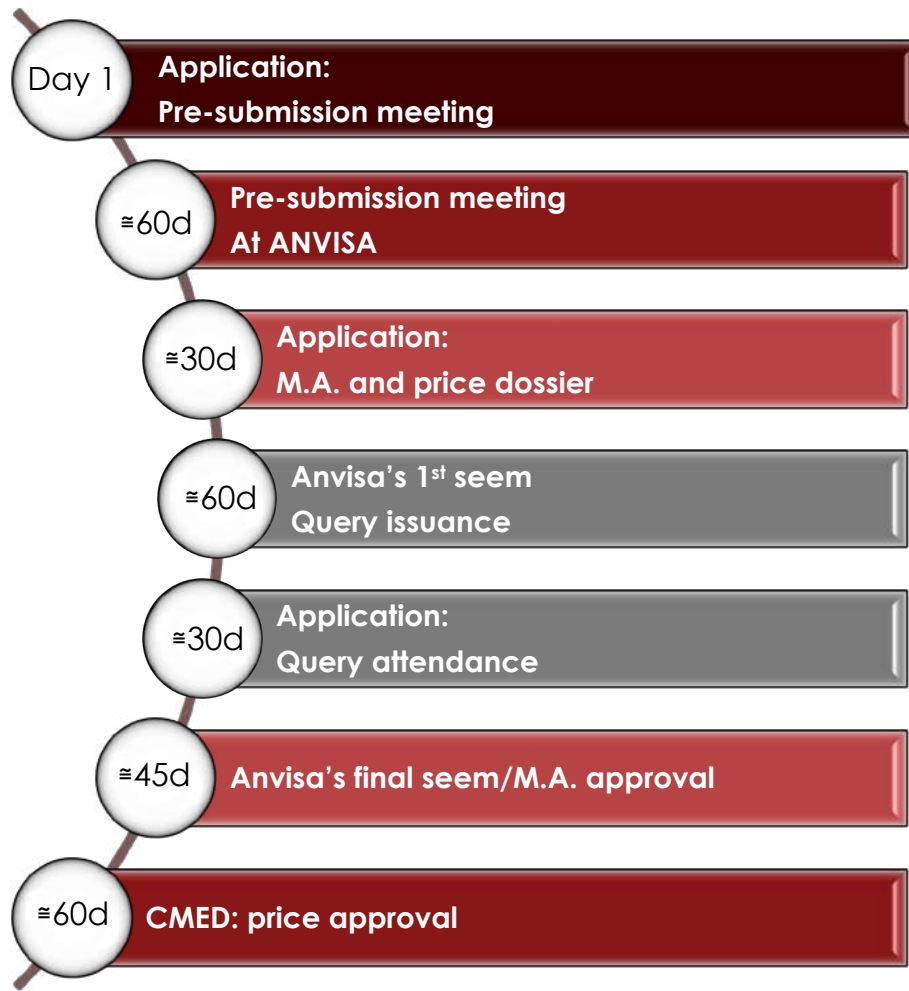 Day 1
Application:
Pre-submission meeting
≅60d
Pre-submission meeting
At ANVISA
≅30d
Application:
M.A. and price dossier
≅60d
Anvisa’s 1st seem
Query issuance
≅30d
Application:
Query attendance
≅45d
Anvisa’s final seem/M.A. approval
≅60d
CMED: price approval